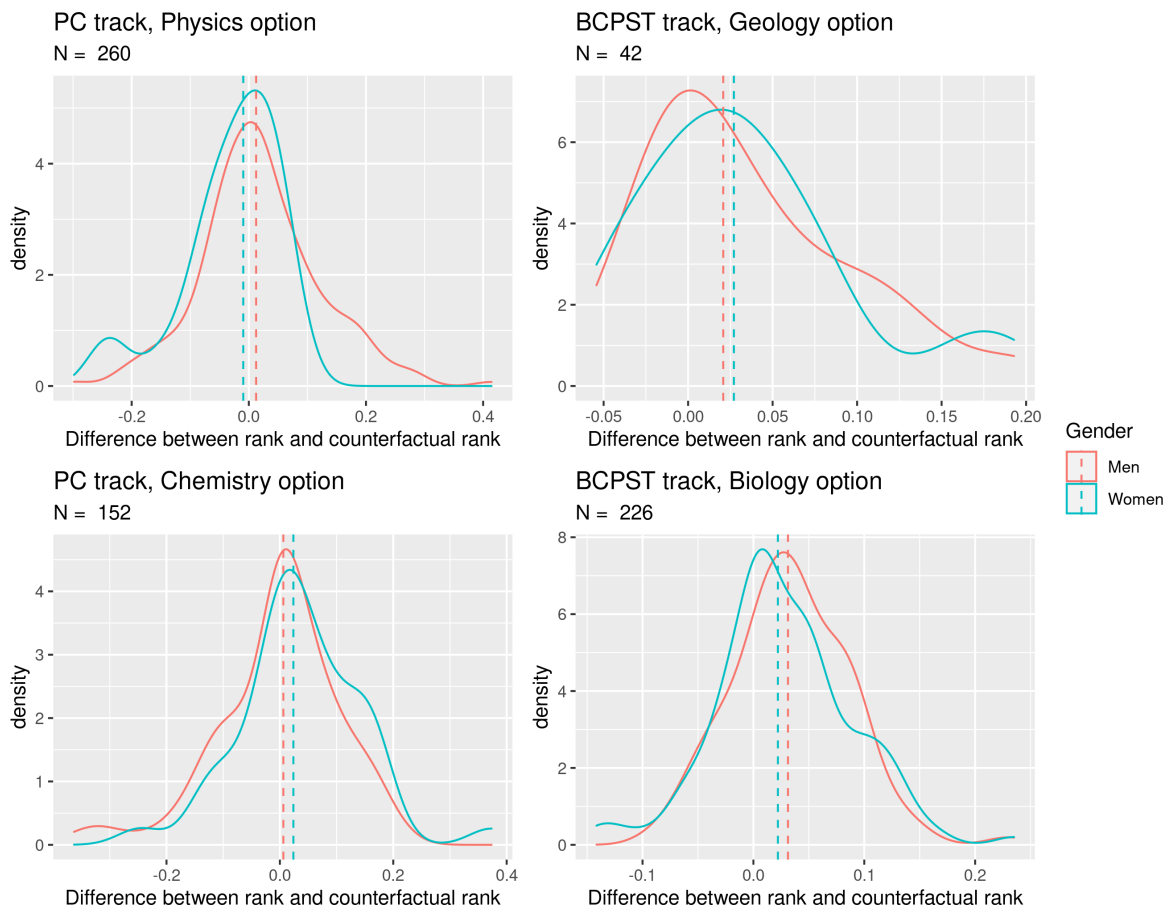 PC track, Physics option
N =  260
density
0
2
4
-0.2 0.0 0.2 0.4
Difference between rank and counterfactual rank
BCPST track, Geology option
N =  42
density
0
2
4
6
-0.05 0.00 0.05 0.10 0.15 0.20
Difference between rank and counterfactual rank
PC track, Chemistry option
N =  152
density
0
1
2
3
4
-0.2 0.0 0.2 0.4
Difference between rank and counterfactual rank
BCPST track, Biology option
N =  226
density
0
2
4
6
8
-0.1 0.0 0.1 0.2
Difference between rank and counterfactual rank
Gender
Men
Women